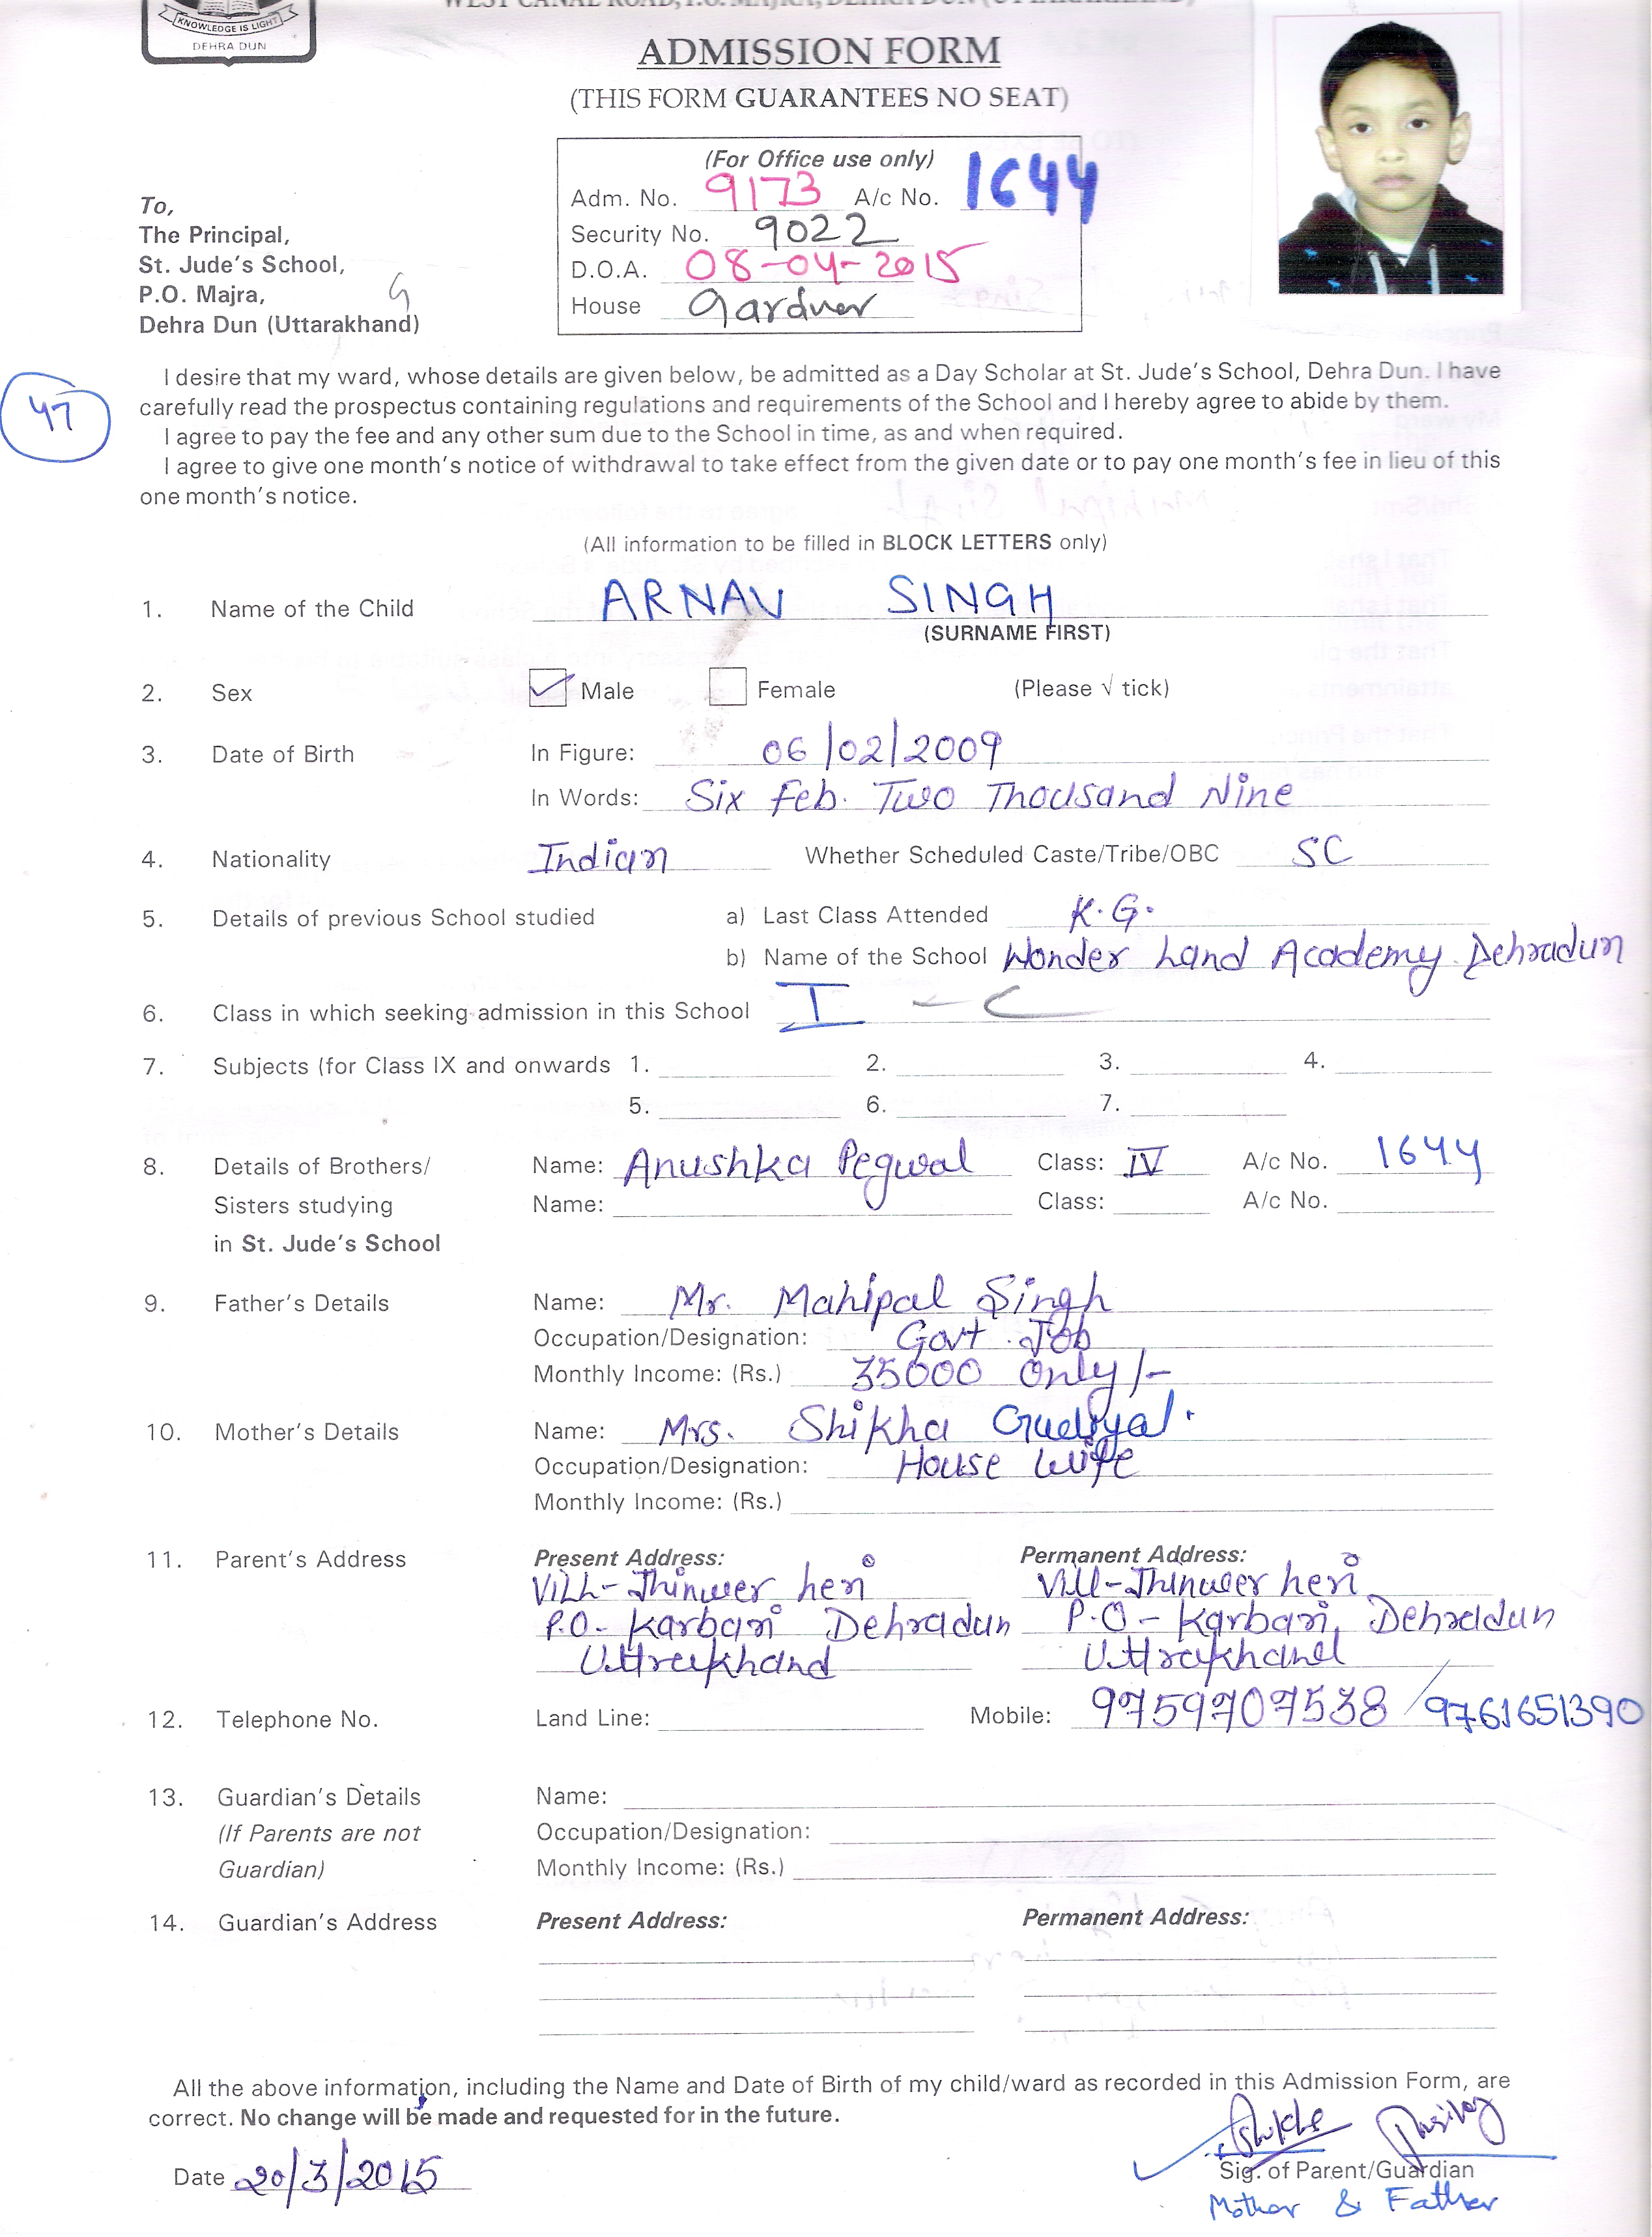 KNOWLEDGE IS LIGHT
DEHRA DUN
WEST CANAL ROAD, P.O. MAJRA, DEHRA DUN (UTTARAKHAND)
ADMISSION FORM
(THIS FORM GUARANTEES NO SEAT)
(For Office use only)
Adm. No. 9173 A/c No. 1644
Security No. 9022
D.O.A. 08-04-2015
House Gardner
To,
The Principal,
St. Jude's School,
P.O. Majra, G
Dehra Dun (Uttarakhand)
47
I desire that my ward, whose details are given below, be admitted as a Day Scholar at St. Jude's School, Dehra Dun. I have
carefully read the prospectus containing regulations and requirements of the School and I hereby agree to abide by them.
I agree to pay the fee and any other sum due to the School in time, as and when required.
I agree to give one month's notice of withdrawal to take effect from the given date or to pay one month's fee in lieu of this
one month's notice.
(All information to be filled in BLOCK LETTERS only)
1. Name of the Child ARNAV SINGH
(SURNAME FIRST)
2. Sex Male Female (Please √ tick)
3. Date of Birth In Figure: 06/02/2009
In Words: Six Feb. Two Thousand Nine
4. Nationality Indian Whether Scheduled Caste/Tribe/OBC SC
5. Details of previous School studied a) Last Class Attended K.G.
b) Name of the School Wonder Land Academy Dehradun
6. Class in which seeking admission in this School I - C
7. Subjects (for Class IX and onwards 1. 2. 3. 4.
5. 6. 7.
8. Details of Brothers/ Name: Anushka Pegwal Class: IV A/c No. 1644
Sisters studying Name: Class: A/c No.
in St. Jude's School
9. Father's Details Name: Mr. Mahipal Singh
Occupation/Designation: Govt. Job
Monthly Income: (Rs.) 35000 Only/-
10. Mother's Details Name: Mrs. Shikha
Occupation/Designation: House Wife
Monthly Income: (Rs.)
11. Parent's Address Present Address: Permanent Address:
Vill-Jhinwer heri Vill-Jhinwer heri
P.O- Karbari Dehradun P.O- Karbari, Dehradun
Uttrakhand Uttrakhand
12. Telephone No. Land Line: Mobile: 9759707538 / 9761651390
13. Guardian's Details Name:
(If Parents are not Occupation/Designation:
Guardian) Monthly Income: (Rs.)
14. Guardian's Address Present Address: Permanent Address:
All the above information, including the Name and Date of Birth of my child/ward as recorded in this Admission Form, are
correct. No change will be made and requested for in the future.
Shikha
Date 20/3/2015 Sig. of Parent/Guardian
Mother & Father